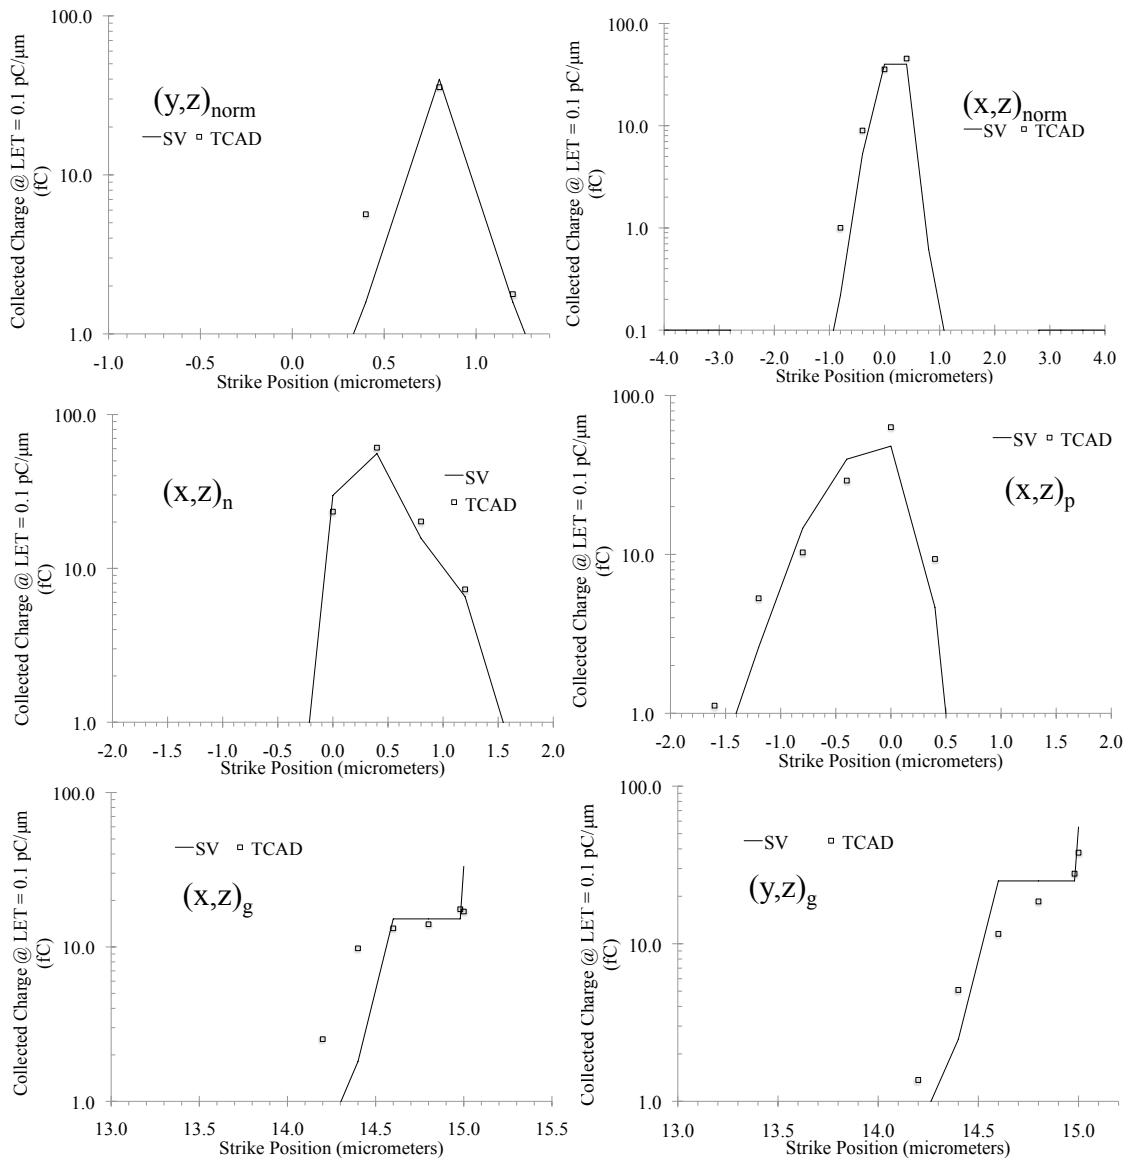 100.0
10.0
1.0
Collected Charge @ LET = 0.1 pC/μm
(fC)
(y,z)norm
SV TCAD
-1.0 -0.5 0.0 0.5 1.0
Strike Position (micrometers)
100.0
10.0
1.0
0.1
Collected Charge @ LET = 0.1 pC/μm
(fC)
(x,z)norm
SV TCAD
-4.0 -3.0 -2.0 -1.0 0.0 1.0 2.0 3.0 4.0
Strike Position (micrometers)
100.0
10.0
1.0
Collected Charge @ LET = 0.1 pC/μm
(fC)
(x,z)n
SV
TCAD
-2.0 -1.5 -1.0 -0.5 0.0 0.5 1.0 1.5 2.0
Strike Position (micrometers)
100.0
10.0
1.0
Collected Charge @ LET = 0.1 pC/μm
(fC)
SV TCAD
(x,z)p
-2.0 -1.5 -1.0 -0.5 0.0 0.5 1.0 1.5 2.0
Strike Position (micrometers)
100.0
10.0
1.0
Collected Charge @ LET = 0.1 pC/μm
(fC)
SV TCAD
(x,z)g
13.0 13.5 14.0 14.5 15.0 15.5
Strike Position (micrometers)
100.0
10.0
1.0
Collected Charge @ LET = 0.1 pC/μm
(fC)
SV TCAD
(y,z)g
13.0 13.5 14.0 14.5 15.0
Strike Position (micrometers)